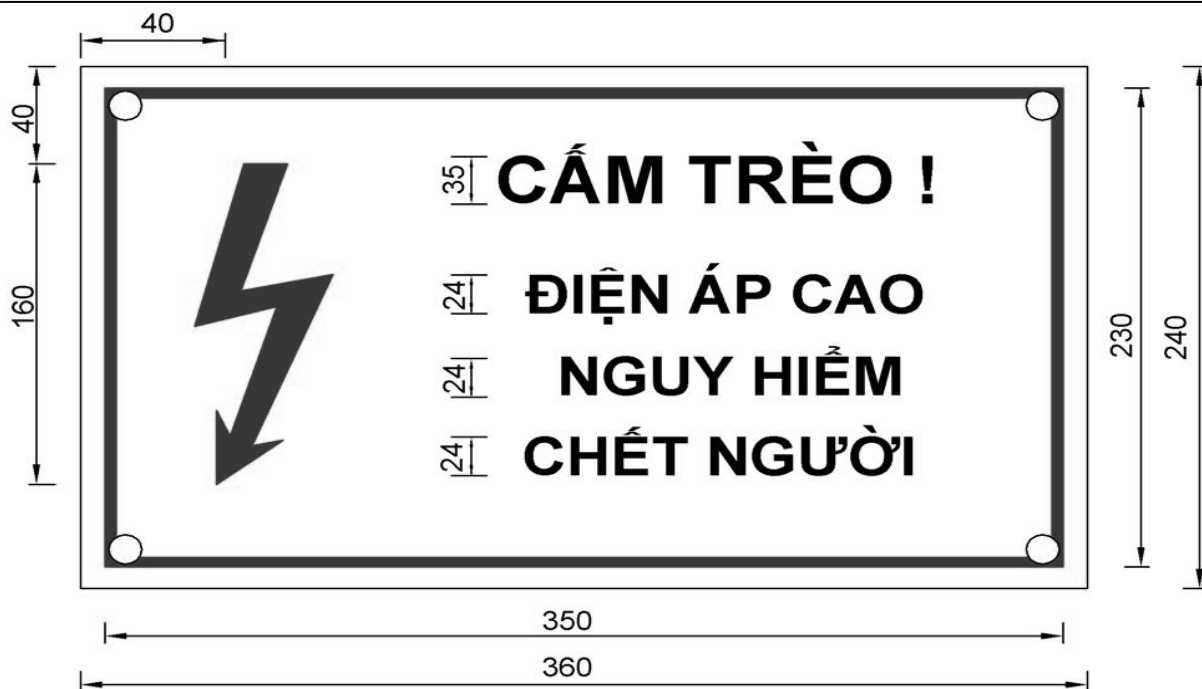 40
40
160
35
CẤM TRÈO !
24
ĐIỆN ÁP CAO
24
NGUY HIỂM
24
CHẾT NGƯỜI
230
240
350
360